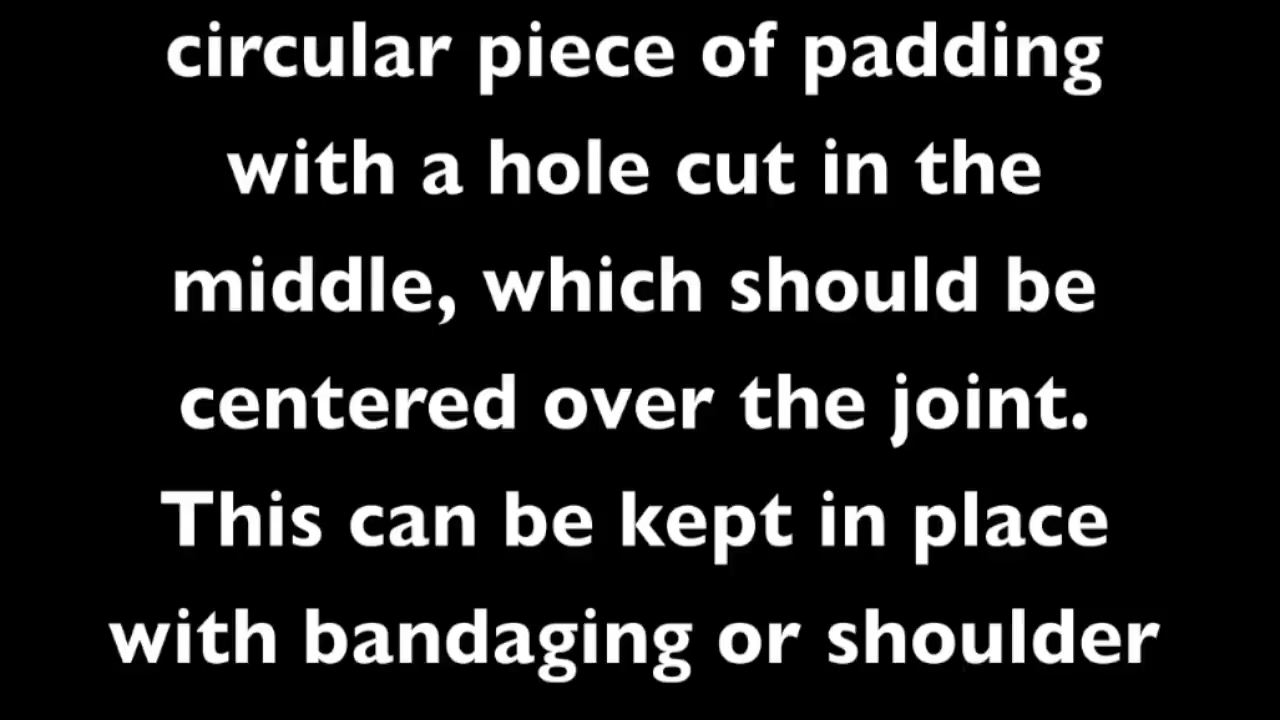 circular piece of padding
with a hole cut in the
middle, which should be
centered over the joint.
This can be kept in place
with bandaging or shoulder